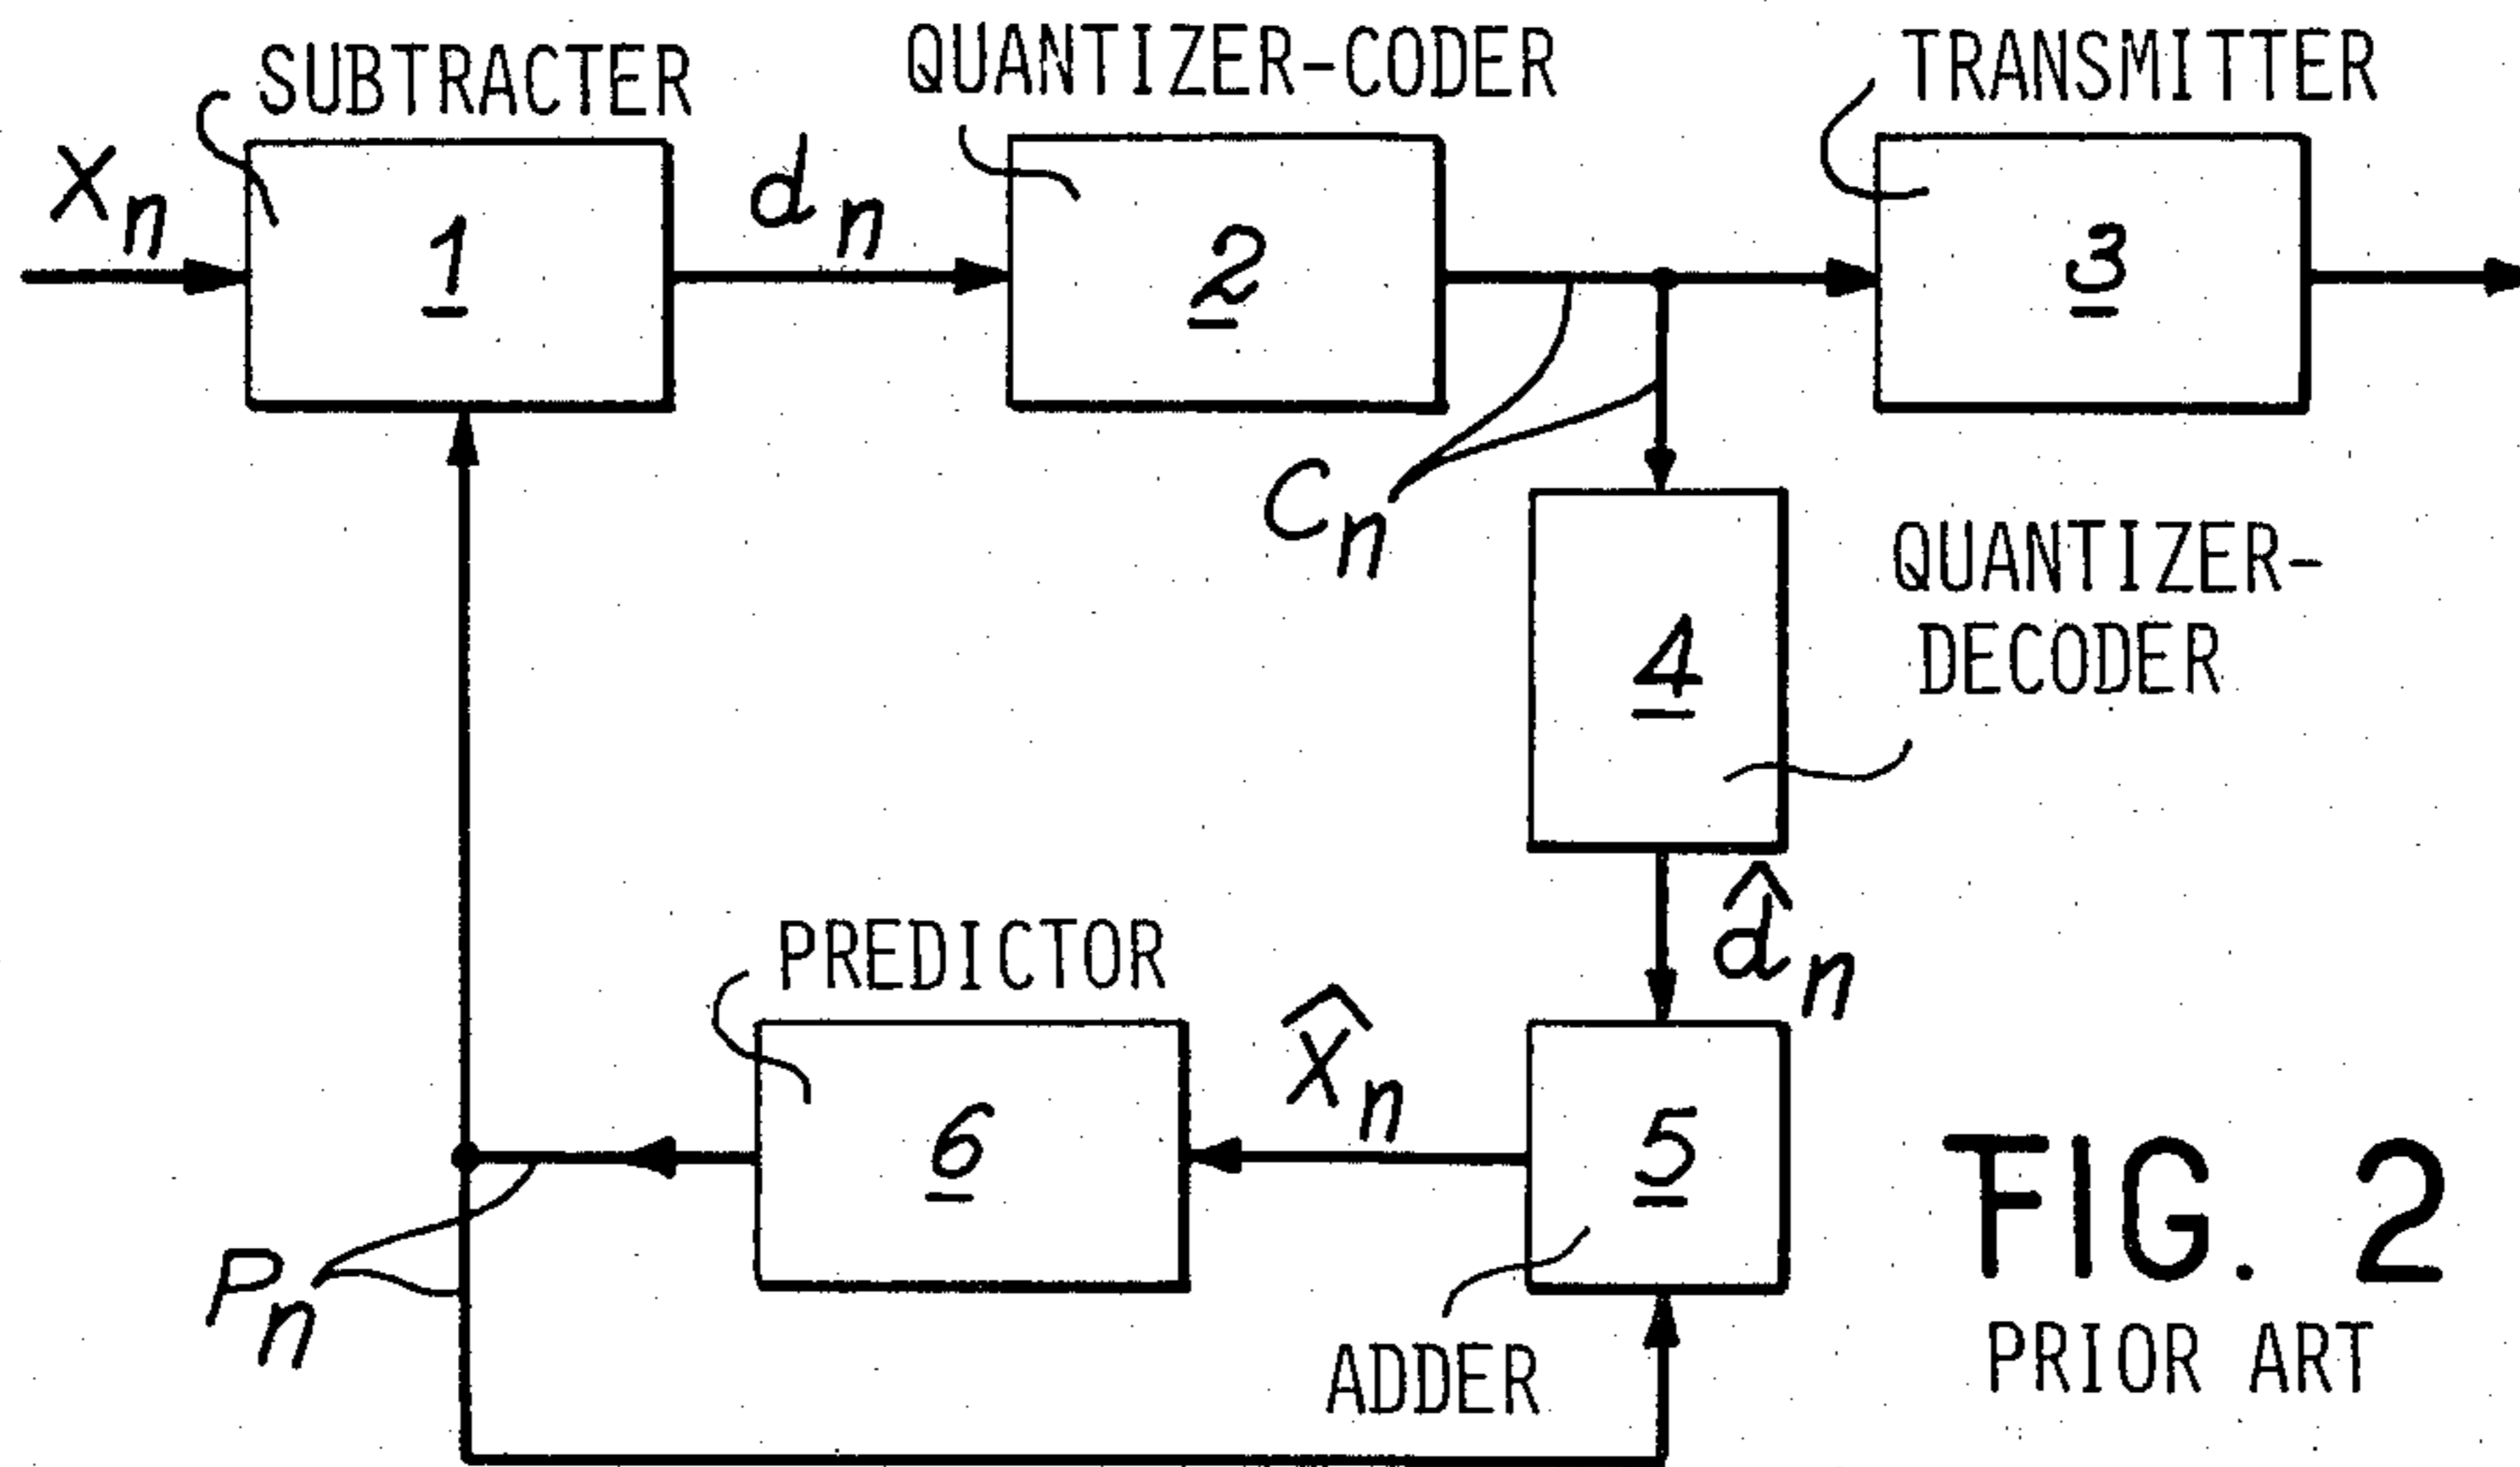 SUBTRACTER
QUANTIZER-CODER
TRANSMITTER
Xn
dn
1
2
3
Cn
QUANTIZER-
DECODER
4
d̂n
PREDICTOR
X̂n
6
5
Pn
ADDER
FIG. 2
PRIOR ART